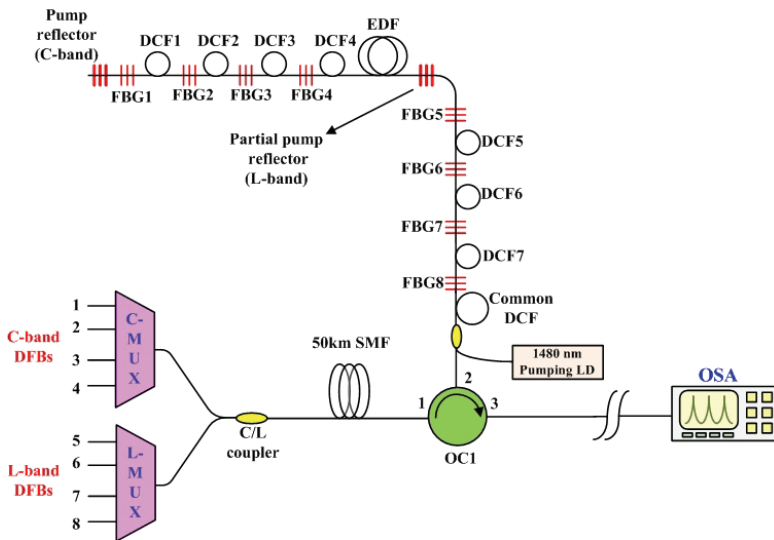 Pump
reflector
(C-band)
DCF1
DCF2
DCF3
DCF4
EDF
FBG1
FBG2
FBG3
FBG4
Partial pump
reflector
(L-band)
FBG5
DCF5
FBG6
DCF6
FBG7
DCF7
FBG8
Common
DCF
1480 nm
Pumping LD
C-band
DFBs
1
2
3
4
C-
M
U
X
L-band
DFBs
5
6
7
8
L-
M
U
X
C/L
coupler
50km SMF
1
2
3
OC1
OSA